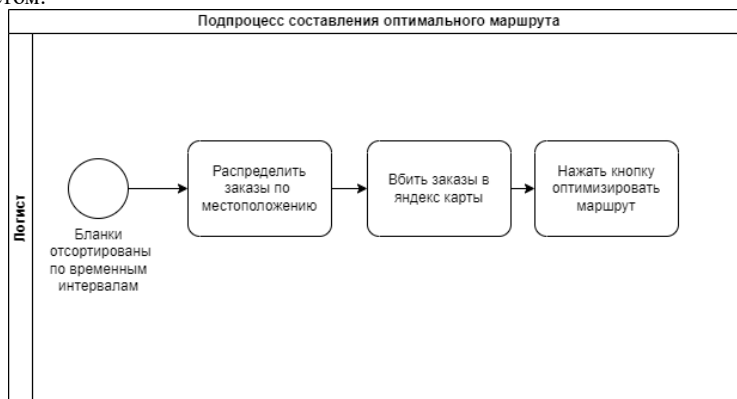 Подпроцесс составления оптимального маршрута
Логист
Бланки
отсортированы
по временным
интервалам
Распределить
заказы по
местоположению
Вбить заказы в
яндекс карты
Нажать кнопку
оптимизировать
маршрут